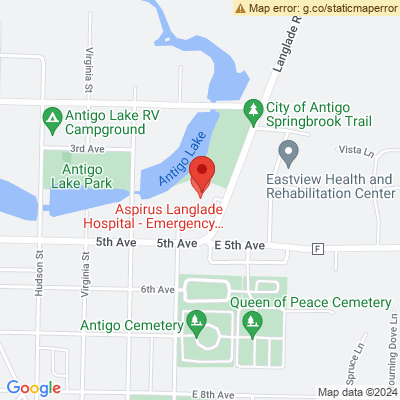 Map error: g.co/staticmaperror
Langlade R
Virginia St
Antigo Lake RV
Campground
City of Antigo
Springbrook Trail
3rd Ave
Vista Ln
Antigo Lake
Antigo
Lake Park
Eastview Health and
Rehabilitation Center
Aspirus Langlade
Hospital - Emergency...
5th Ave
5th Ave
E 5th Ave
F
Hudson St
Virginia St
6th Ave
Queen of Peace Cemetery
Antigo Cemetery
Spruce Ln
ourning Dove Ln
E 8th Ave
Google
Map data ©2024